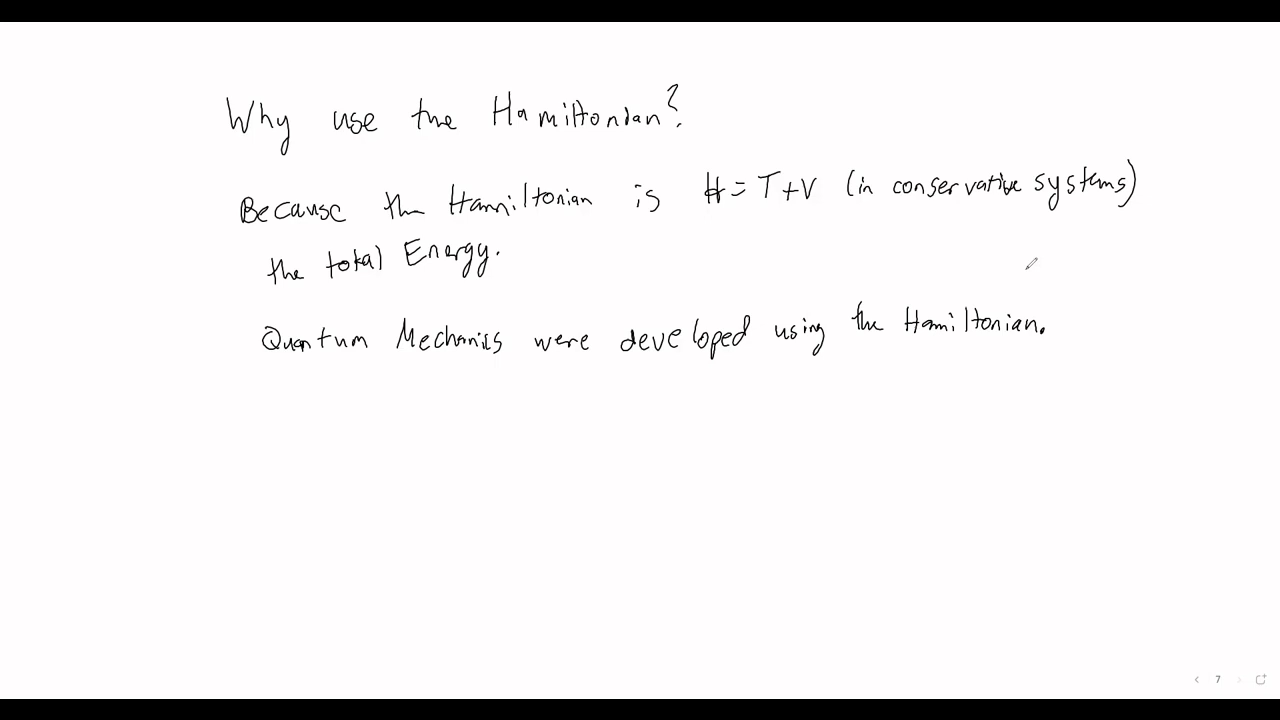 Why use the Hamiltonian?
Because the Hamiltonian is H = T+V (in conservative systems)
the total Energy.
Quantum Mechanics were developed using the Hamiltonian.
7